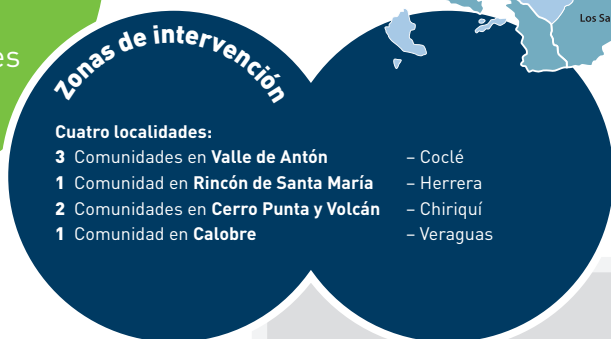 es
Los Sa
Zonas de intervención
Cuatro localidades:
3 Comunidades en Valle de Antón – Coclé
1 Comunidad en Rincón de Santa María – Herrera
2 Comunidades en Cerro Punta y Volcán – Chiriquí
1 Comunidad en Calobre – Veraguas